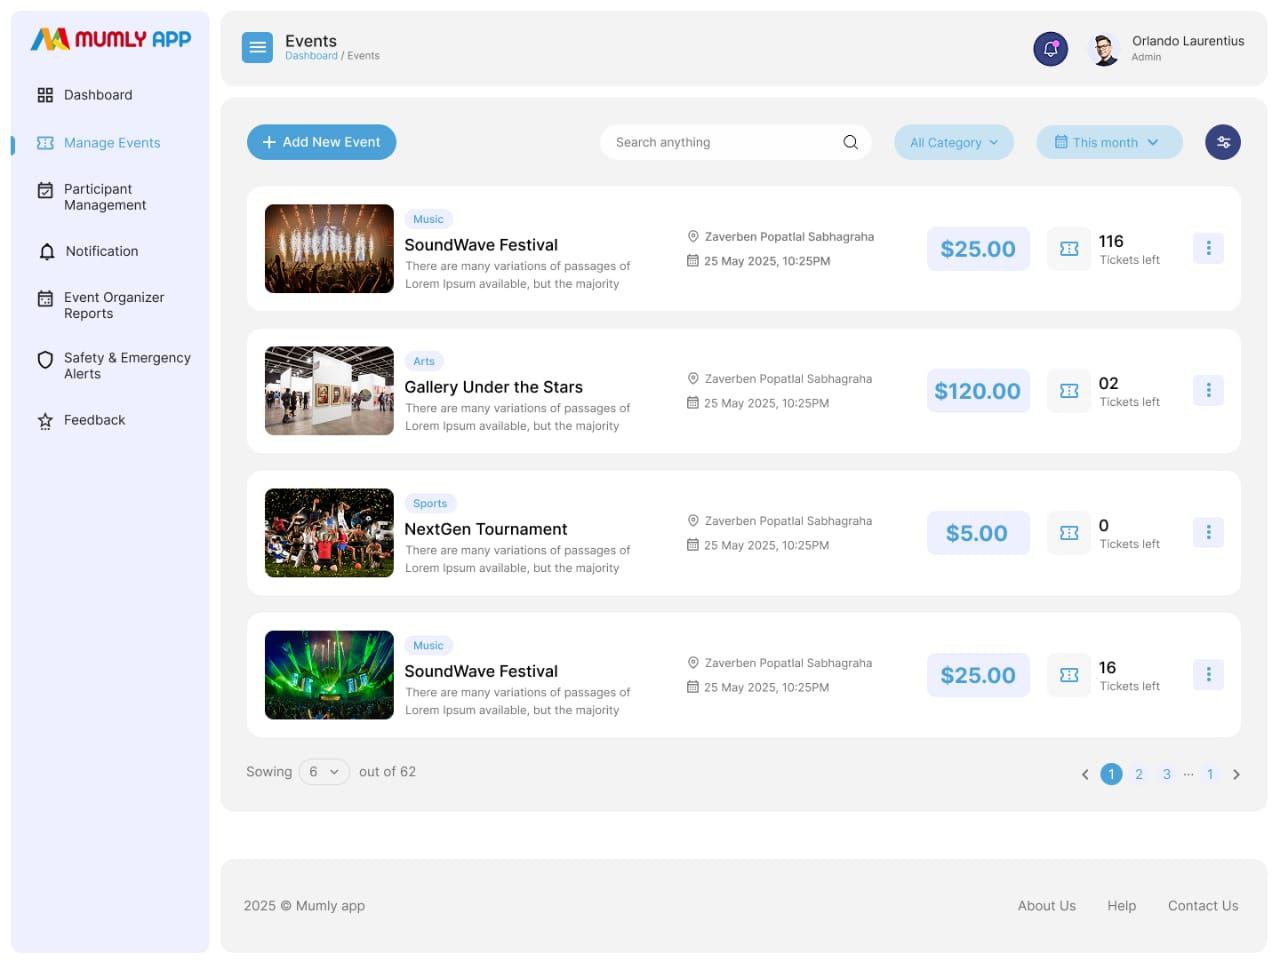 MUMLY APP
Dashboard
Manage Events
Participant
Management
Notification
Event Organizer
Reports
Safety & Emergency
Alerts
Feedback
Events
Dashboard / Events
Orlando Laurentius
Admin
Add New Event
Search anything
All Category
This month
Music
SoundWave Festival
There are many variations of passages of
Lorem Ipsum available, but the majority
Zaverben Popatlal Sabhagraha
25 May 2025, 10:25PM
$25.00
116
Tickets left
Arts
Gallery Under the Stars
There are many variations of passages of
Lorem Ipsum available, but the majority
Zaverben Popatlal Sabhagraha
25 May 2025, 10:25PM
$120.00
02
Tickets left
Sports
NextGen Tournament
There are many variations of passages of
Lorem Ipsum available, but the majority
Zaverben Popatlal Sabhagraha
25 May 2025, 10:25PM
$5.00
0
Tickets left
Music
SoundWave Festival
There are many variations of passages of
Lorem Ipsum available, but the majority
Zaverben Popatlal Sabhagraha
25 May 2025, 10:25PM
$25.00
16
Tickets left
Sowing 6 out of 62
1 2 3 ... 1
2025 © Mumly app
About Us Help Contact Us